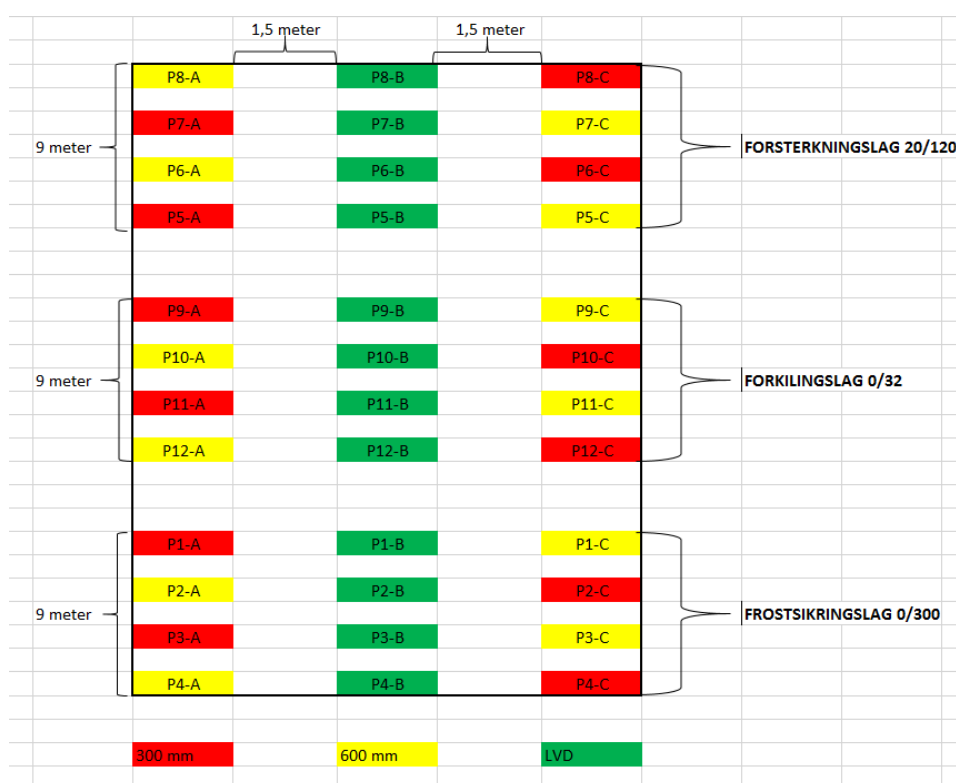 1,5 meter 1,5 meter
P8-A P8-B P8-C
P7-A P7-B P7-C
9 meter FORSTERKNINGSLAG 20/120
P6-A P6-B P6-C
P5-A P5-B P5-C
P9-A P9-B P9-C
P10-A P10-B P10-C
9 meter FORKILINGSLAG 0/32
P11-A P11-B P11-C
P12-A P12-B P12-C
P1-A P1-B P1-C
P2-A P2-B P2-C
9 meter FROSTSIKRINGSLAG 0/300
P3-A P3-B P3-C
P4-A P4-B P4-C
300 mm 600 mm LVD